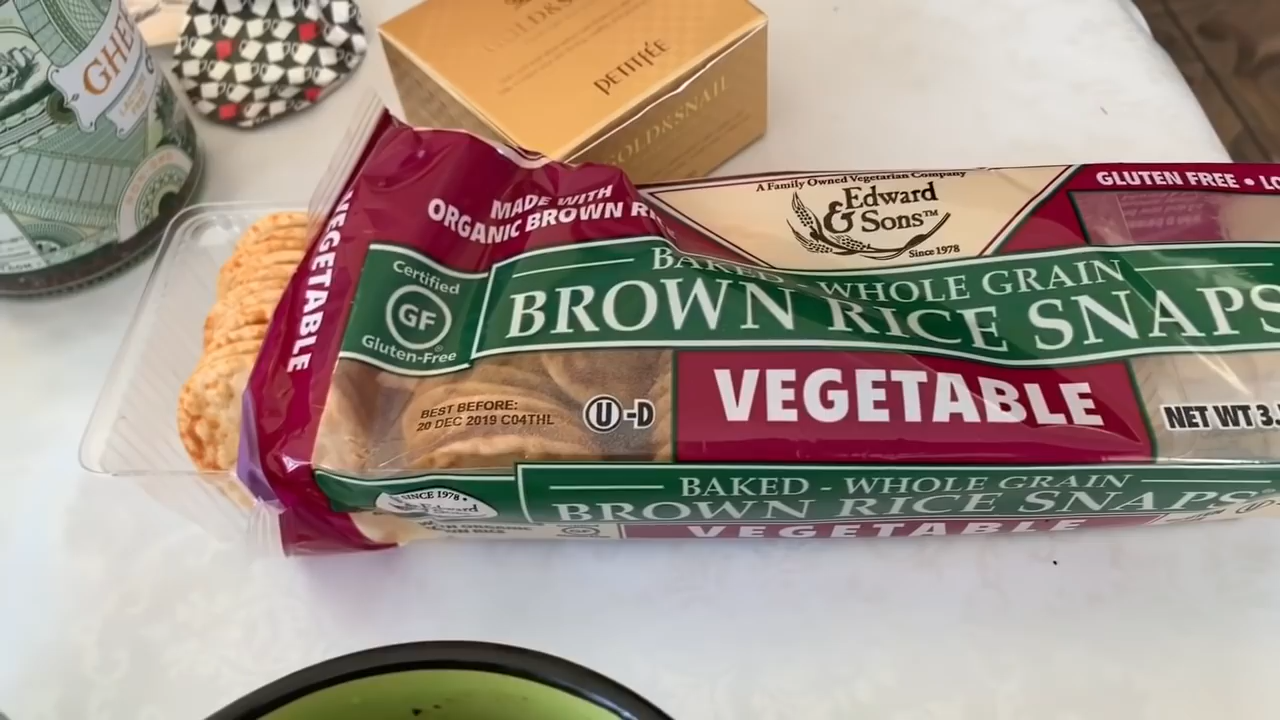 GHE
PETITFÉE
GOLD&SNAIL
VEGETABLE
MADE WITH
ORGANIC BROWN RI
A Family Owned Vegetarian Company
Edward
& Sons™
Since 1978
GLUTEN FREE • LO
Certified
GF
Gluten-Free
BAKED - WHOLE GRAIN
BROWN RICE SNAPS
VEGETABLE
BEST BEFORE:
20 DEC 2019 C04THL
U-D
NET WT 3.
SINCE 1978 •
Edward
BAKED - WHOLE GRAIN
BROWN RICE SNAPS
VEGETABLE